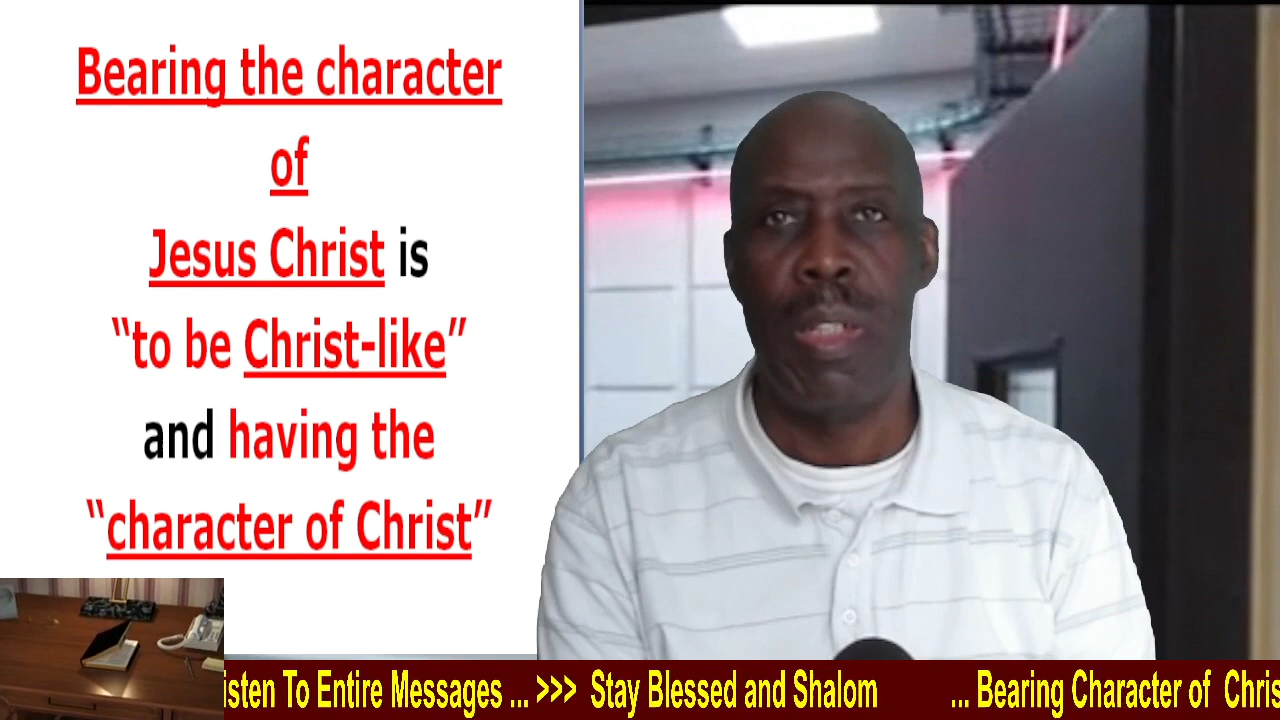 Bearing the character
of
Jesus Christ is
“to be Christ-like”
and having the
“character of Christ”
isten To Entire Messages ... >>> Stay Blessed and Shalom ... Bearing Character of Chris